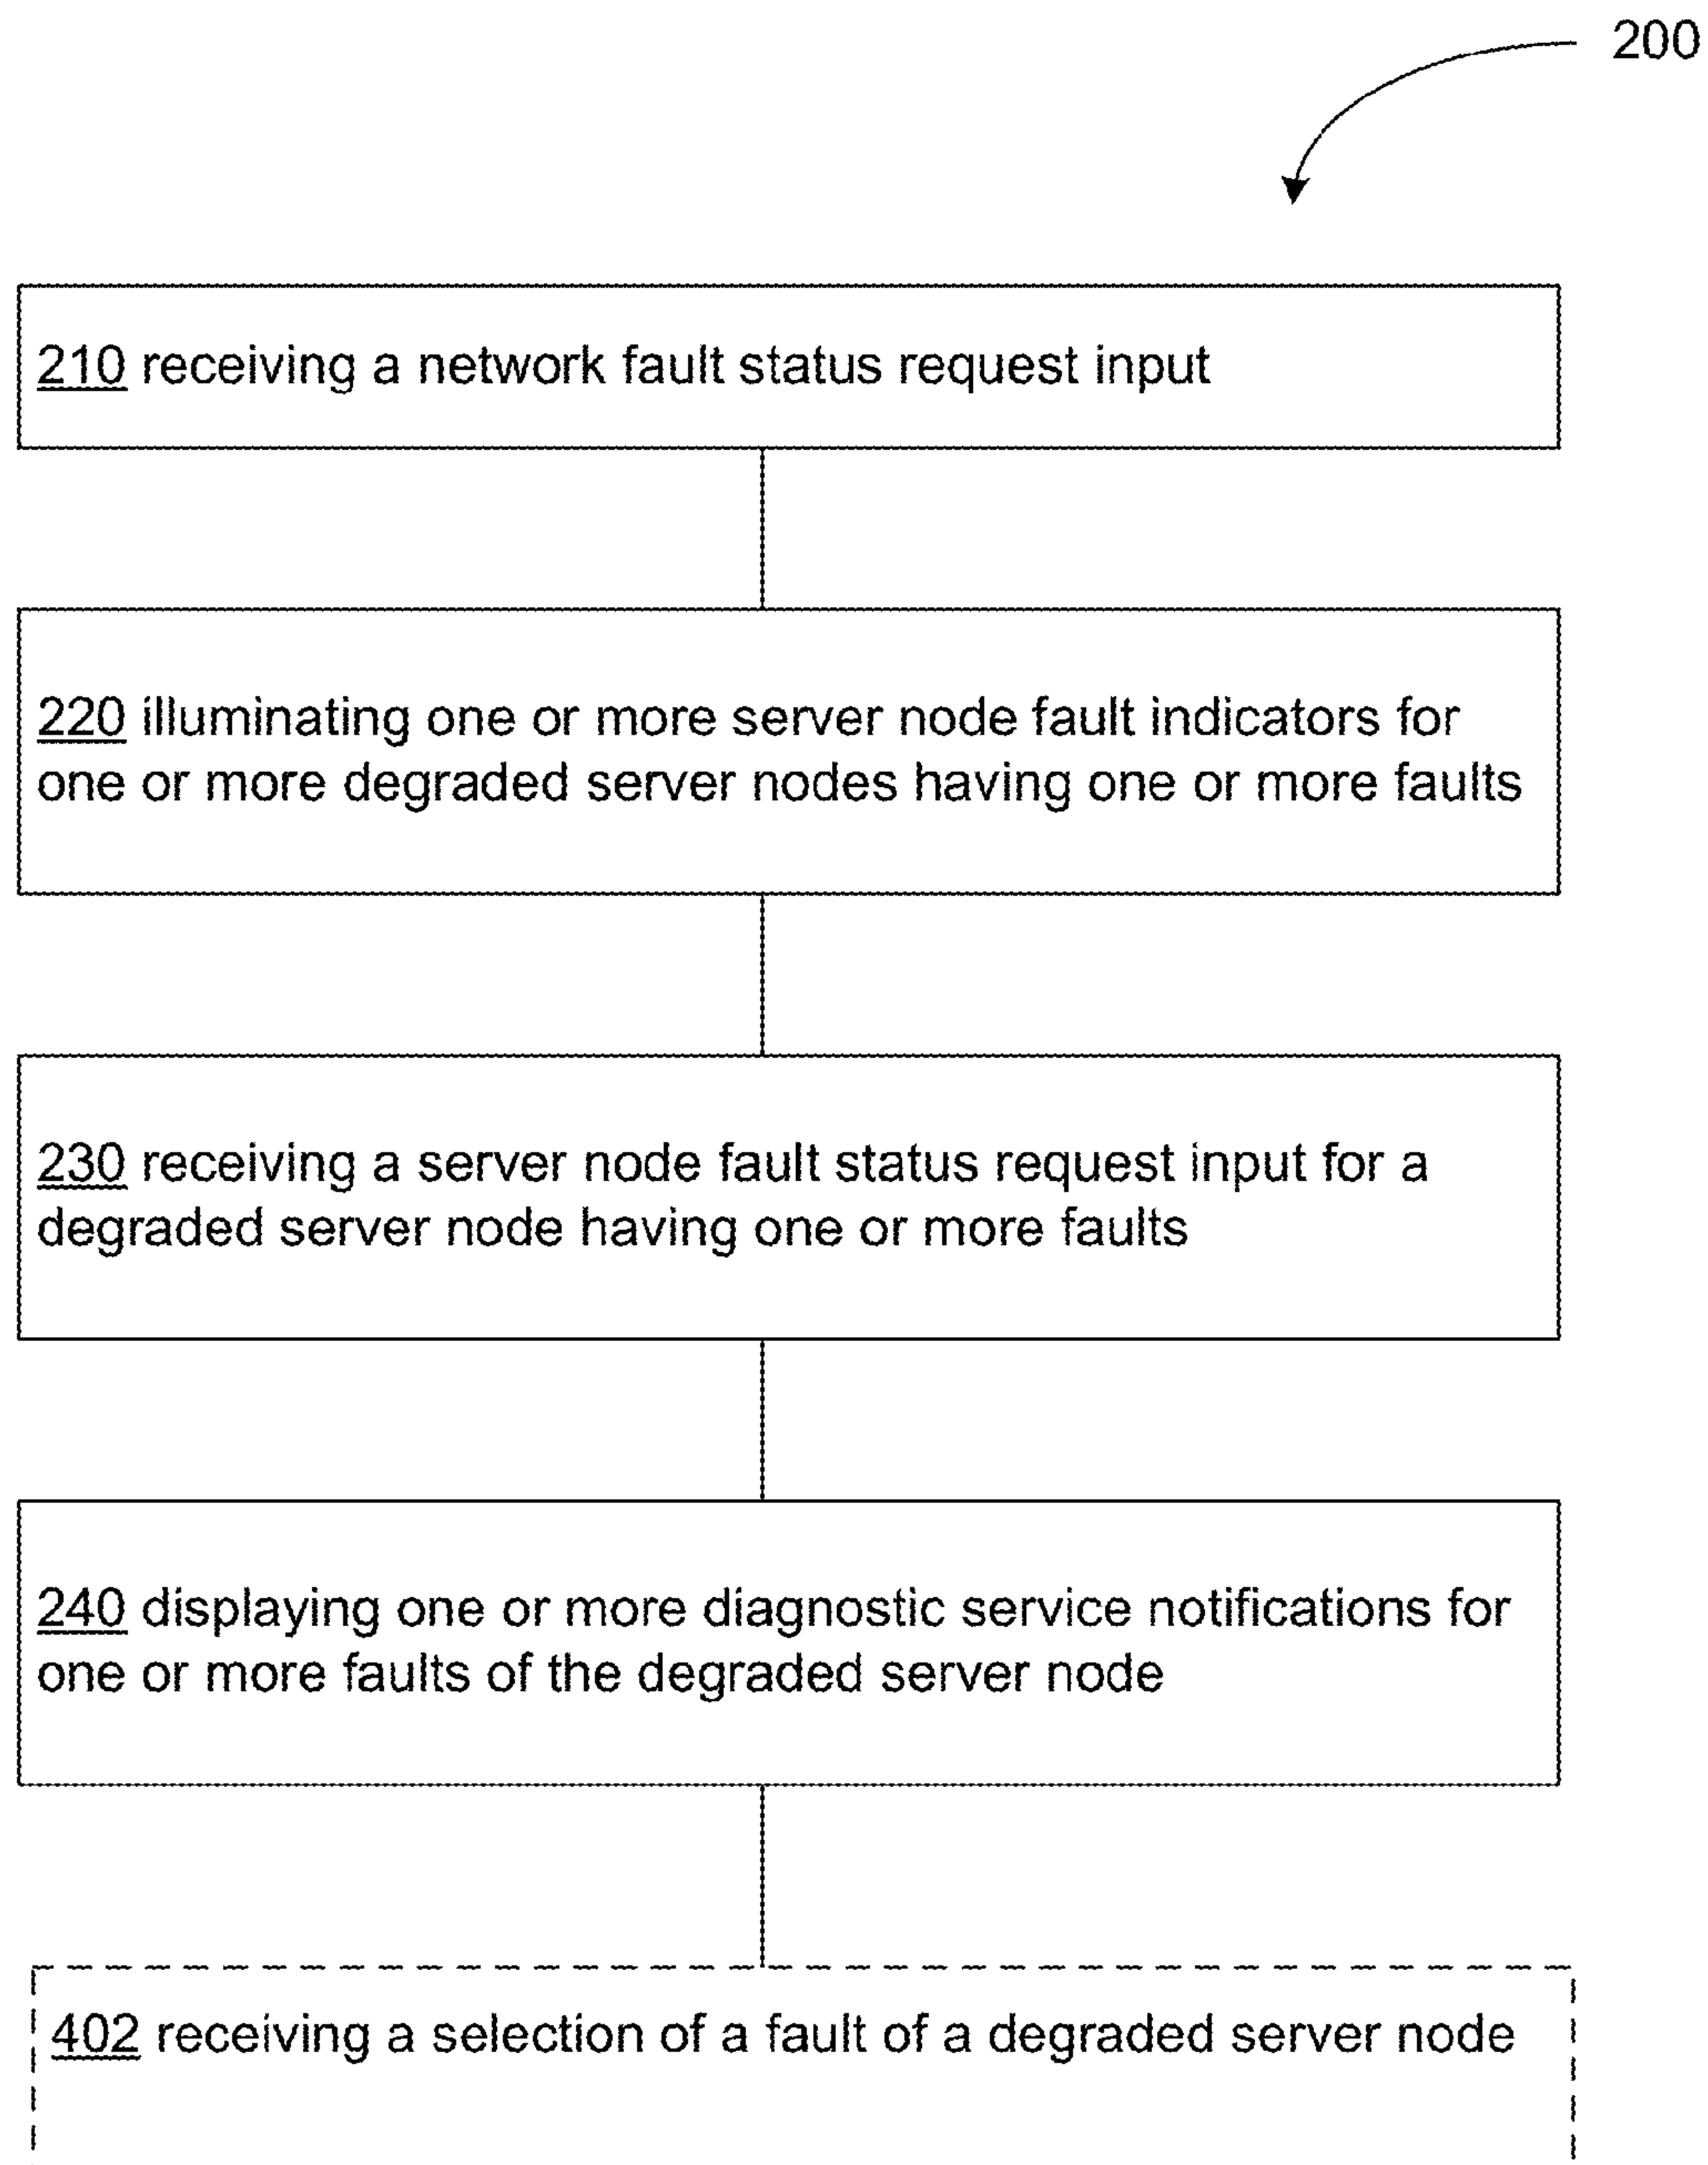 200
210 receiving a network fault status request input
220 illuminating one or more server node fault indicators for
one or more degraded server nodes having one or more faults
230 receiving a server node fault status request input for a
degraded server node having one or more faults
240 displaying one or more diagnostic service notifications for
one or more faults of the degraded server node
402 receiving a selection of a fault of a degraded server node